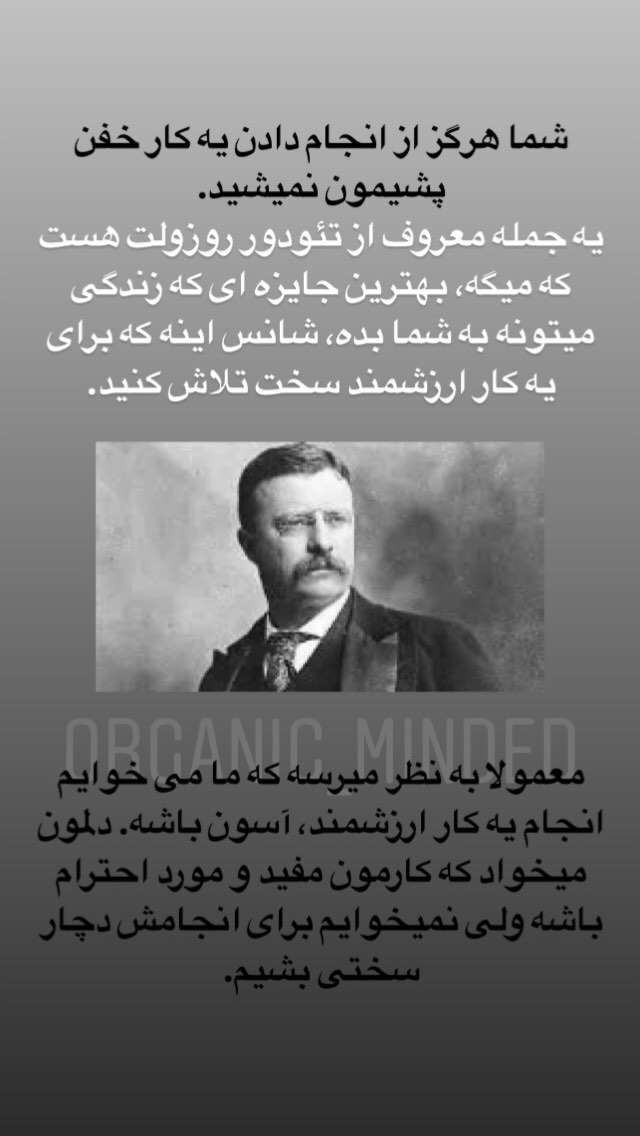 شما هرگز از انجام دادن یه کار خفن
پشیمون نمیشید.
یه جمله معروف از تئودور روزولت هست
که میگه، بهترین جایزه ای که زندگی
میتونه به شما بده، شانس اینه که برای
یه کار ارزشمند سخت تلاش کنید.
ORGANIC_MINDED
معمولا به نظر میرسه که ما می خوایم
انجام یه کار ارزشمند، آسون باشه. دلمون
میخواد که کارمون مفید و مورد احترام
باشه ولی نمیخوایم برای انجامش دچار
سختی بشیم.